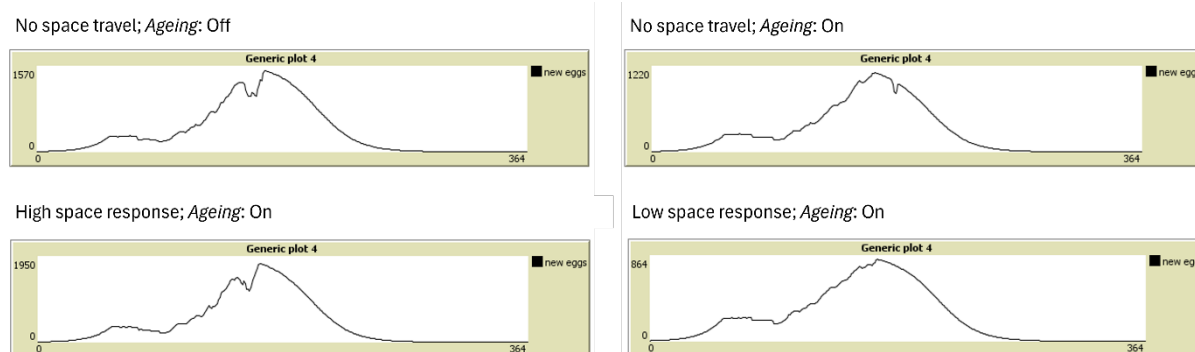 No space travel; Ageing: Off
Generic plot 4
1570
new eggs
0
0
364
No space travel; Ageing: On
Generic plot 4
1220
new egg
0
0
364
High space response; Ageing: On
Generic plot 4
1950
new eggs
0
0
364
Low space response; Ageing: On
Generic plot 4
864
new eg
0
0
364